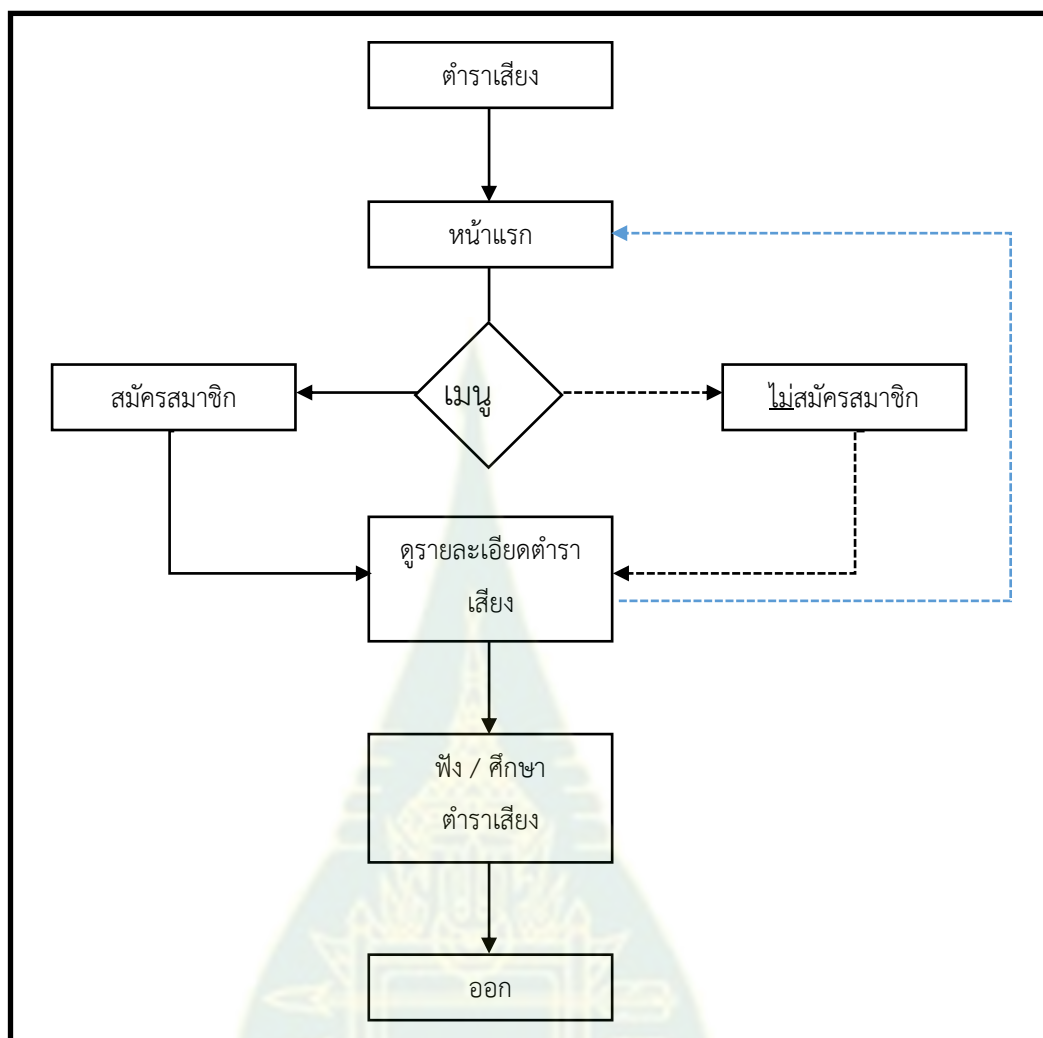 ตำราเสียง
หน้าแรก
สมัครสมาชิก
เมนู
ไม่สมัครสมาชิก
ดูรายละเอียดตำรา
เสียง
ฟัง / ศึกษา
ตำราเสียง
ออก